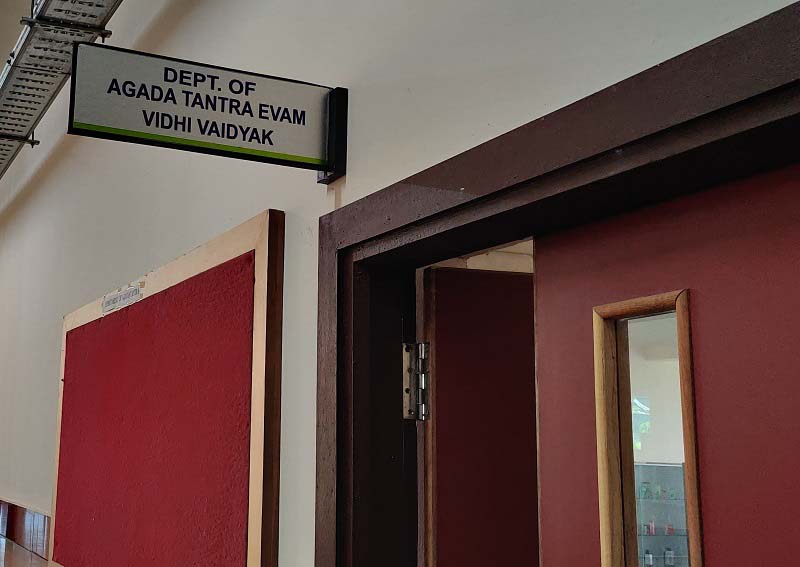 DEPT. OF
AGADA TANTRA EVAM
VIDHI VAIDYAK